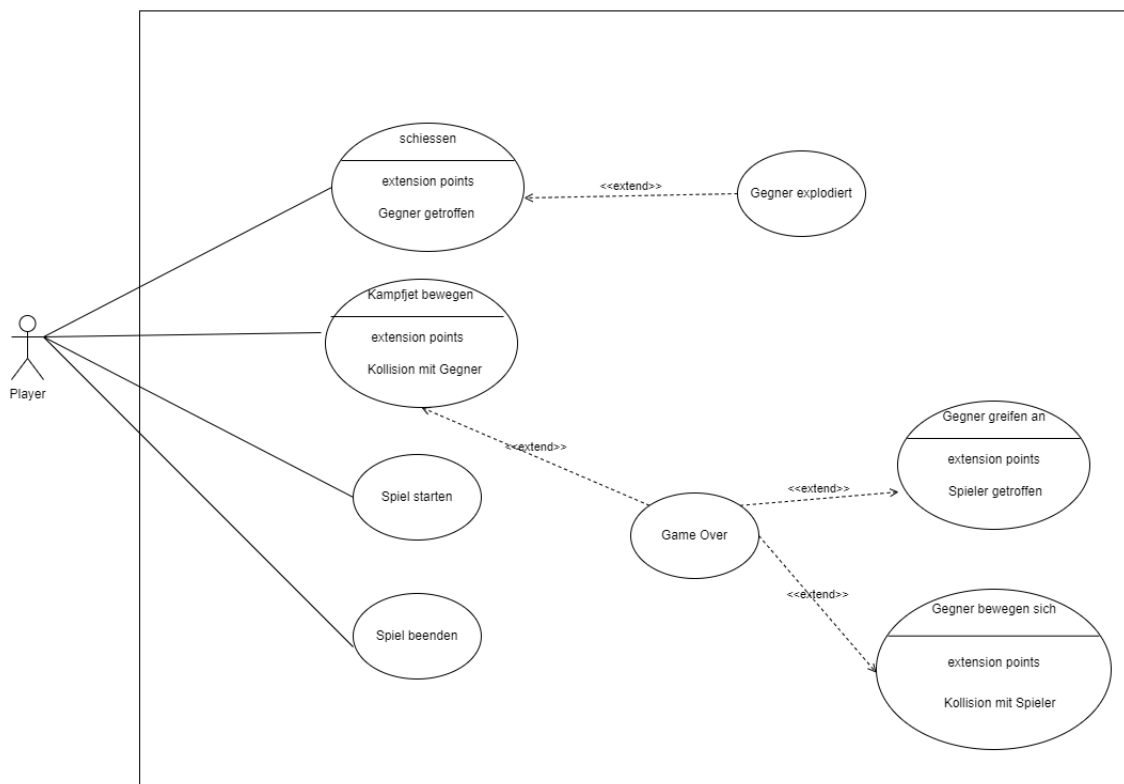 schiessen
extension points
Gegner getroffen
<<extend>>
Gegner explodiert
Kampfjet bewegen
extension points
Kollision mit Gegner
Player
<<extend>>
Gegner greifen an
extension points
Spieler getroffen
<<extend>>
Spiel starten
Game Over
<<extend>>
Gegner bewegen sich
extension points
Kollision mit Spieler
Spiel beenden